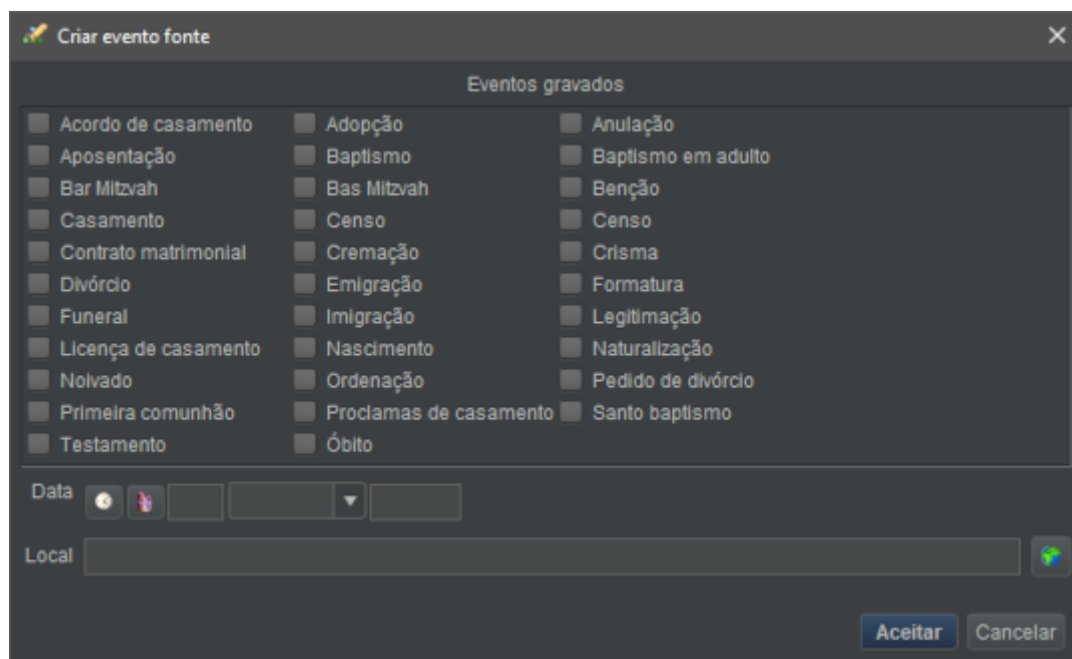 Criar evento fonte
Eventos gravados
Acordo de casamento Adopção Anulação
Aposentação Baptismo Baptismo em adulto
Bar Mitzvah Bas Mitzvah Benção
Casamento Censo Censo
Contrato matrimonial Cremação Crisma
Divórcio Emigração Formatura
Funeral Imigração Legitimação
Licença de casamento Nascimento Naturalização
Noivado Ordenação Pedido de divórcio
Primeira comunhão Proclamas de casamento Santo baptismo
Testamento Óbito
Data
Local
Aceitar Cancelar